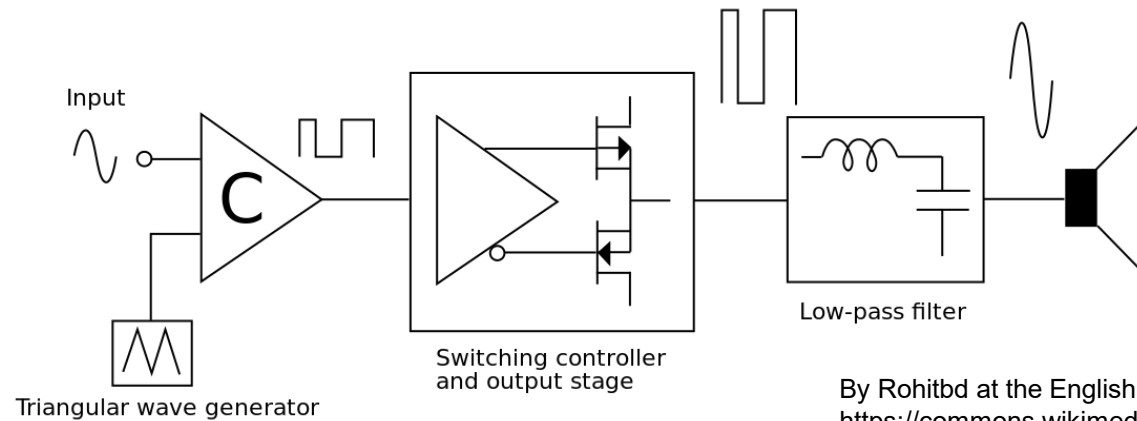 Input
C
Switching controller
and output stage
Triangular wave generator
Low-pass filter
By Rohitbd at the English